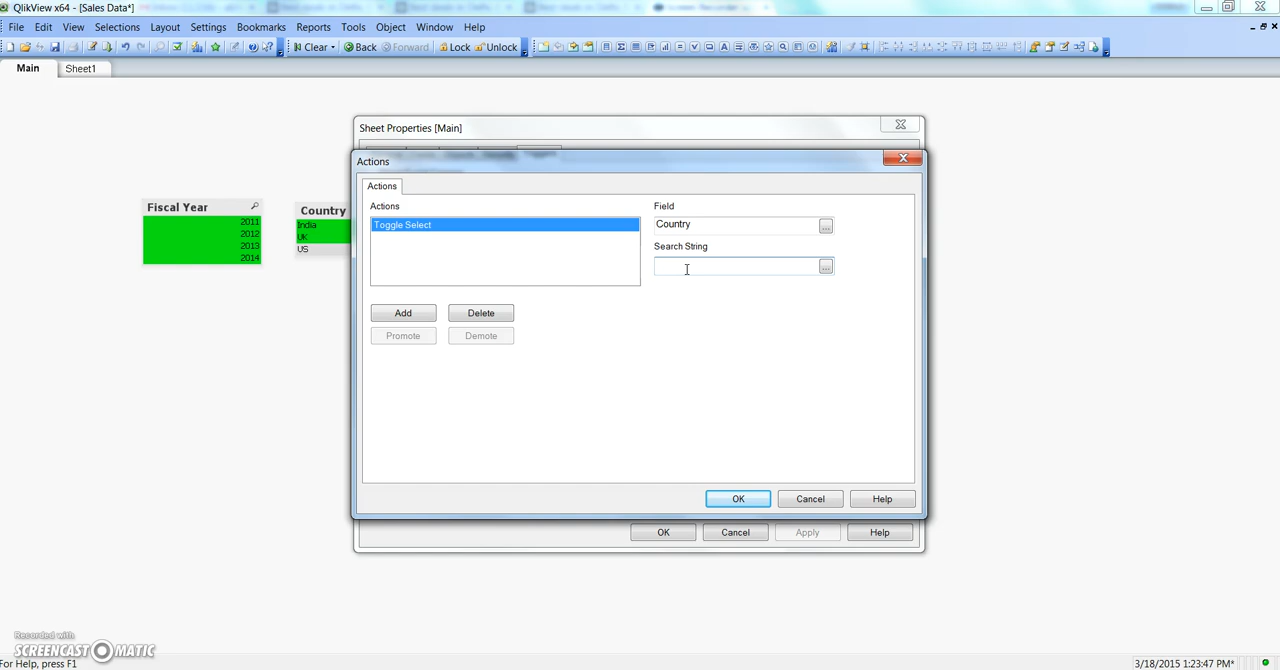 QlikView x64 - [Sales Data*]
File Edit View Selections Layout Settings Bookmarks Reports Tools Object Window Help
Clear Back Forward Lock Unlock
Main Sheet1
Sheet Properties [Main]
Actions
Actions
Actions
Toggle Select
Field
Country
Search String
Fiscal Year
2011
2012
2013
2014
Country
India
UK
US
Add Delete
Promote Demote
OK Cancel Help
OK Cancel Apply Help
Recorded with
SCREENCAST MATIC
For Help, press F1
3/18/2015 1:23:47 PM*